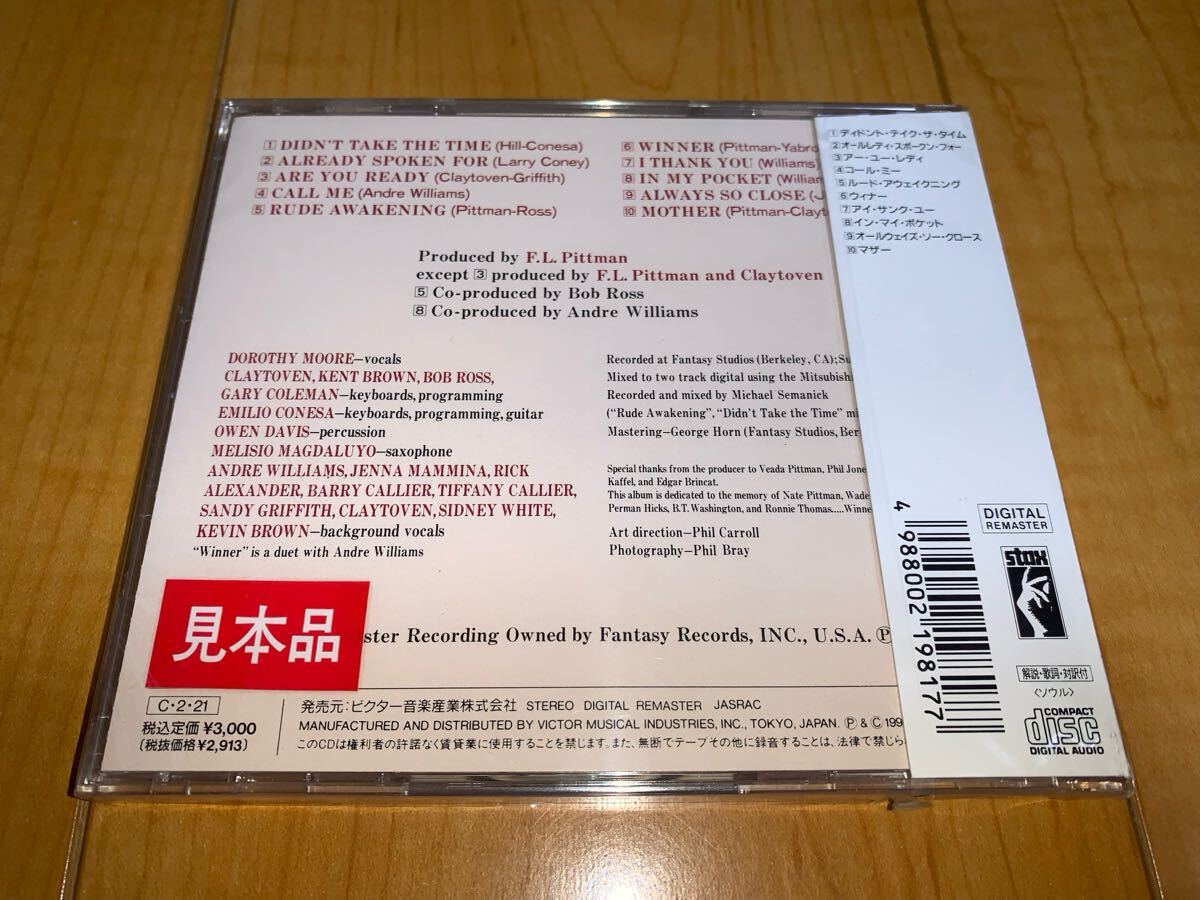 1 DIDN'T TAKE THE TIME (Hill-Conesa)
2 ALREADY SPOKEN FOR (Larry Coney)
3 ARE YOU READY (Claytoven-Griffith)
4 CALL ME (Andre Williams)
5 RUDE AWAKENING (Pittman-Ross)
6 WINNER (Pittman-Yabro
7 I THANK YOU (Williams)
8 IN MY POCKET (William
9 ALWAYS SO CLOSE (J
10 MOTHER (Pittman-Clayt
Produced by F.L. Pittman
except 3 produced by F.L. Pittman and Claytoven
5 Co-produced by Bob Ross
8 Co-produced by Andre Williams
DOROTHY MOORE—vocals
CLAYTOVEN, KENT BROWN, BOB ROSS,
GARY COLEMAN—keyboards, programming
EMILIO CONESA—keyboards, programming, guitar
OWEN DAVIS—percussion
MELISIO MAGDALUYO—saxophone
ANDRE WILLIAMS, JENNA MAMMINA, RICK
ALEXANDER, BARRY CALLIER, TIFFANY CALLIER,
SANDY GRIFFITH, CLAYTOVEN, SIDNEY WHITE,
KEVIN BROWN—background vocals
"Winner" is a duet with Andre Williams
Recorded at Fantasy Studios (Berkeley, CA); Su
Mixed to two track digital using the Mitsubishi
Recorded and mixed by Michael Semanick
("Rude Awakening", "Didn't Take the Time" mi
Mastering—George Horn (Fantasy Studios, Ber
Special thanks from the producer to Veada Pittman, Phil Jone
Kaffel, and Edgar Brincat.
This album is dedicated to the memory of Nate Pittman, Wade
Perman Hicks, B.T. Washington, and Ronnie Thomas.....Winne
Art direction—Phil Carroll
Photography—Phil Bray
見本品
ster Recording Owned by Fantasy Records, INC., U.S.A. Ⓟ
C・2・21
税込定価 ¥3,000
(税抜価格 ¥2,913)
発売元:ビクター音楽産業株式会社 STEREO DIGITAL REMASTER JASRAC
MANUFACTURED AND DISTRIBUTED BY VICTOR MUSICAL INDUSTRIES, INC., TOKYO, JAPAN. Ⓟ & © 199
このCDは権利者の許諾なく賃貸業に使用することを禁じます。また、無断でテープその他に録音することは、法律で禁じら
1 ディドント・テイク・ザ・タイム
2 オールレディ・スポークン・フォー
3 アー・ユー・レディ
4 コール・ミー
5 ルード・アウェイクニング
6 ウィナー
7 アイ・サンク・ユー
8 イン・マイ・ポケット
9 オールウェイズ・ソー・クロース
10 マザー
4 988002 198177
DIGITAL
REMASTER
stax
解説・歌詞・対訳付
〈ソウル〉
COMPACT
disc
DIGITAL AUDIO